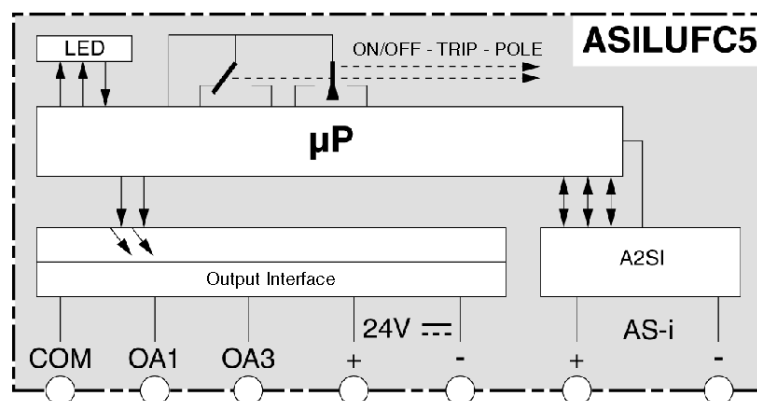 LED
ON/OFF - TRIP - POLE
ASILUFC5
µP
A2SI
Output Interface
24V
AS-i
COM OA1 OA3 + - + -